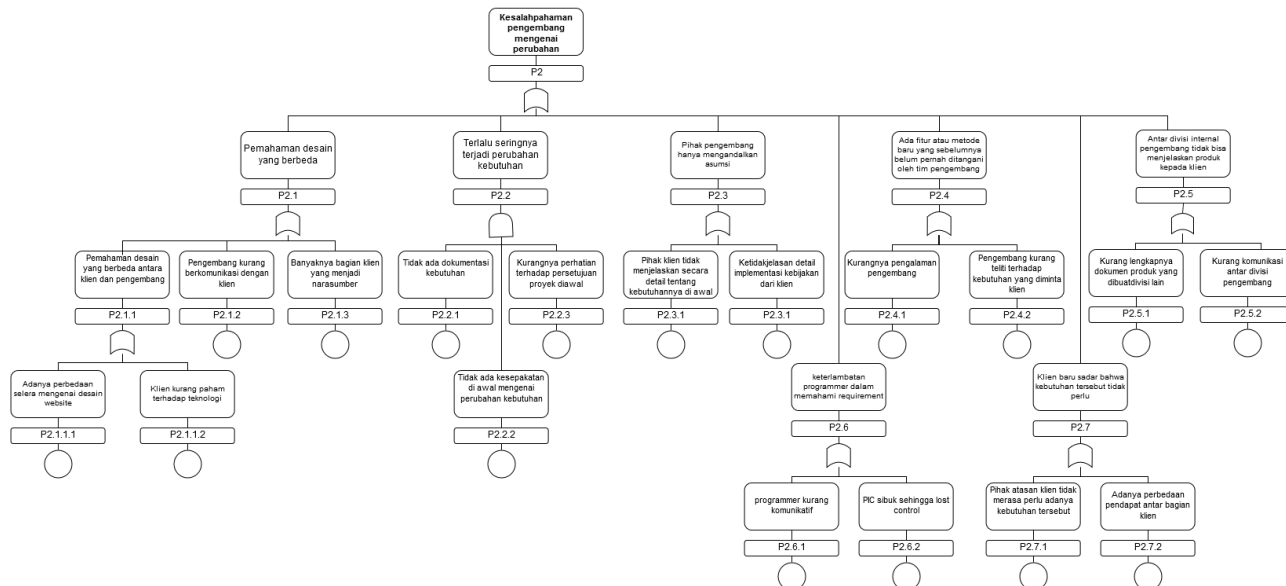 Kesalahpahaman
pengembang
mengenai
perubahan
P2
Pemahaman desain
yang berbeda
P2.1
Terlalu seringnya
terjadi perubahan
kebutuhan
P2.2
Pihak pengembang
hanya mengandalkan
asumsi
P2.3
Ada fitur atau metode
baru yang sebelumnya
belum pernah ditangani
oleh tim pengembang
P2.4
Antar divisi internal
pengembang tidak bisa
menjelaskan produk
kepada klien
P2.5
Pemahaman desain
yang berbeda antara
klien dan pengembang
P2.1.1
Pengembang kurang
berkomunikasi dengan
klien
P2.1.2
Banyaknya bagian klien
yang menjadi
narasumber
P2.1.3
Tidak ada dokumentasi
kebutuhan
P2.2.1
Kurangnya perhatian
terhadap persetujuan
proyek diawal
P2.2.3
Pihak klien tidak
menjelaskan secara
detail tentang
kebutuhannya di awal
P2.3.1
Ketidakjelasan detail
implementasi kebijakan
dari klien
P2.3.1
Kurangnya pengalaman
pengembang
P2.4.1
Pengembang kurang
teliti terhadap
kebutuhan yang diminta
klien
P2.4.2
Kurang lengkapnya
dokumen produk yang
dibuatdivisi lain
P2.5.1
Kurang komunikasi
antar divisi
pengembang
P2.5.2
Adanya perbedaan
selera mengenai desain
website
P2.1.1.1
Klien kurang paham
terhadap teknologi
P2.1.1.2
Tidak ada kesepakatan
di awal mengenai
perubahan kebutuhan
P2.2.2
keterlambatan
programmer dalam
memahami requirement
P2.6
Klien baru sadar bahwa
kebutuhan tersebut tidak
perlu
P2.7
programmer kurang
komunikatif
P2.6.1
PIC sibuk sehingga lost
control
P2.6.2
Pihak atasan klien tidak
merasa perlu adanya
kebutuhan tersebut
P2.7.1
Adanya perbedaan
pendapat antar bagian
klien
P2.7.2